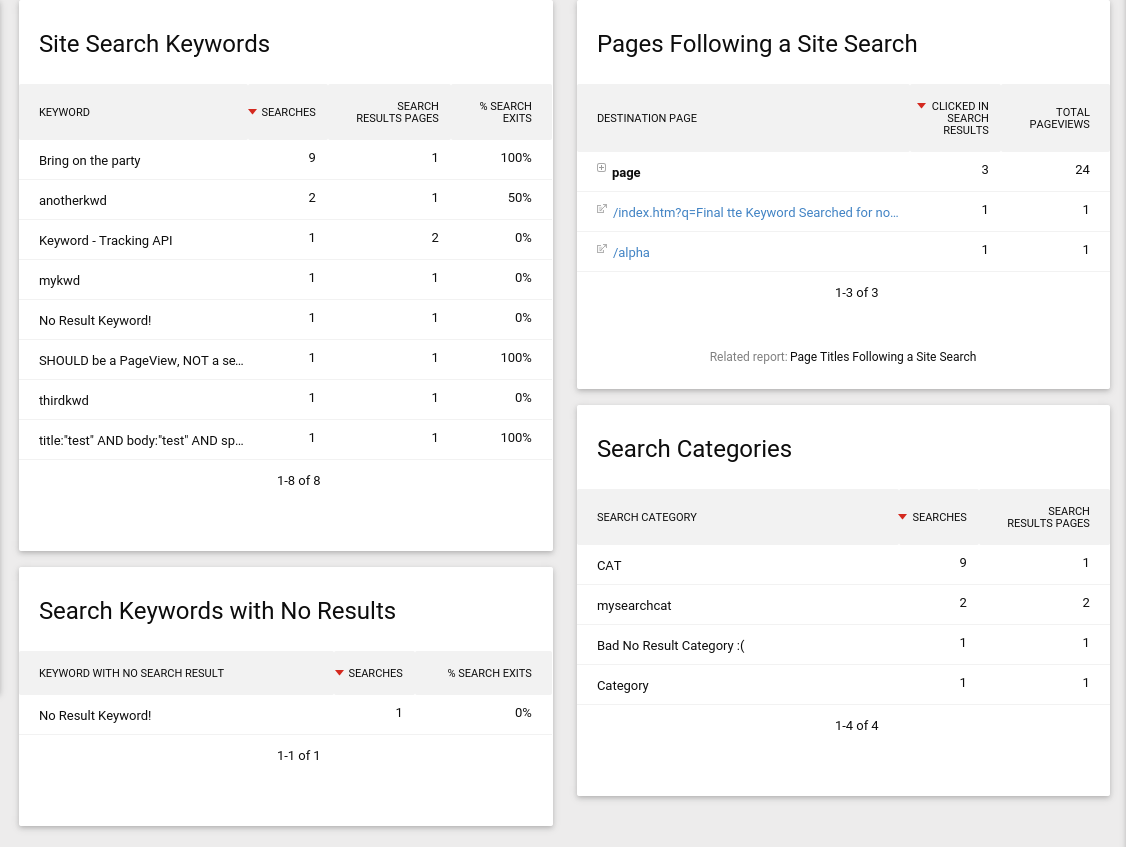 Site Search Keywords
KEYWORD SEARCHES SEARCH RESULTS PAGES % SEARCH EXITS
Bring on the party 9 1 100%
anotherkwd 2 1 50%
Keyword - Tracking API 1 2 0%
mykwd 1 1 0%
No Result Keyword! 1 1 0%
SHOULD be a PageView, NOT a se... 1 1 100%
thirdkwd 1 1 0%
title:"test" AND body:"test" AND sp... 1 1 100%
1-8 of 8
Search Keywords with No Results
KEYWORD WITH NO SEARCH RESULT SEARCHES % SEARCH EXITS
No Result Keyword! 1 0%
1-1 of 1
Pages Following a Site Search
DESTINATION PAGE CLICKED IN SEARCH RESULTS TOTAL PAGEVIEWS
page 3 24
/index.htm?q=Final tte Keyword Searched for no... 1 1
/alpha 1 1
1-3 of 3
Related report: Page Titles Following a Site Search
Search Categories
SEARCH CATEGORY SEARCHES SEARCH RESULTS PAGES
CAT 9 1
mysearchcat 2 2
Bad No Result Category :( 1 1
Category 1 1
1-4 of 4